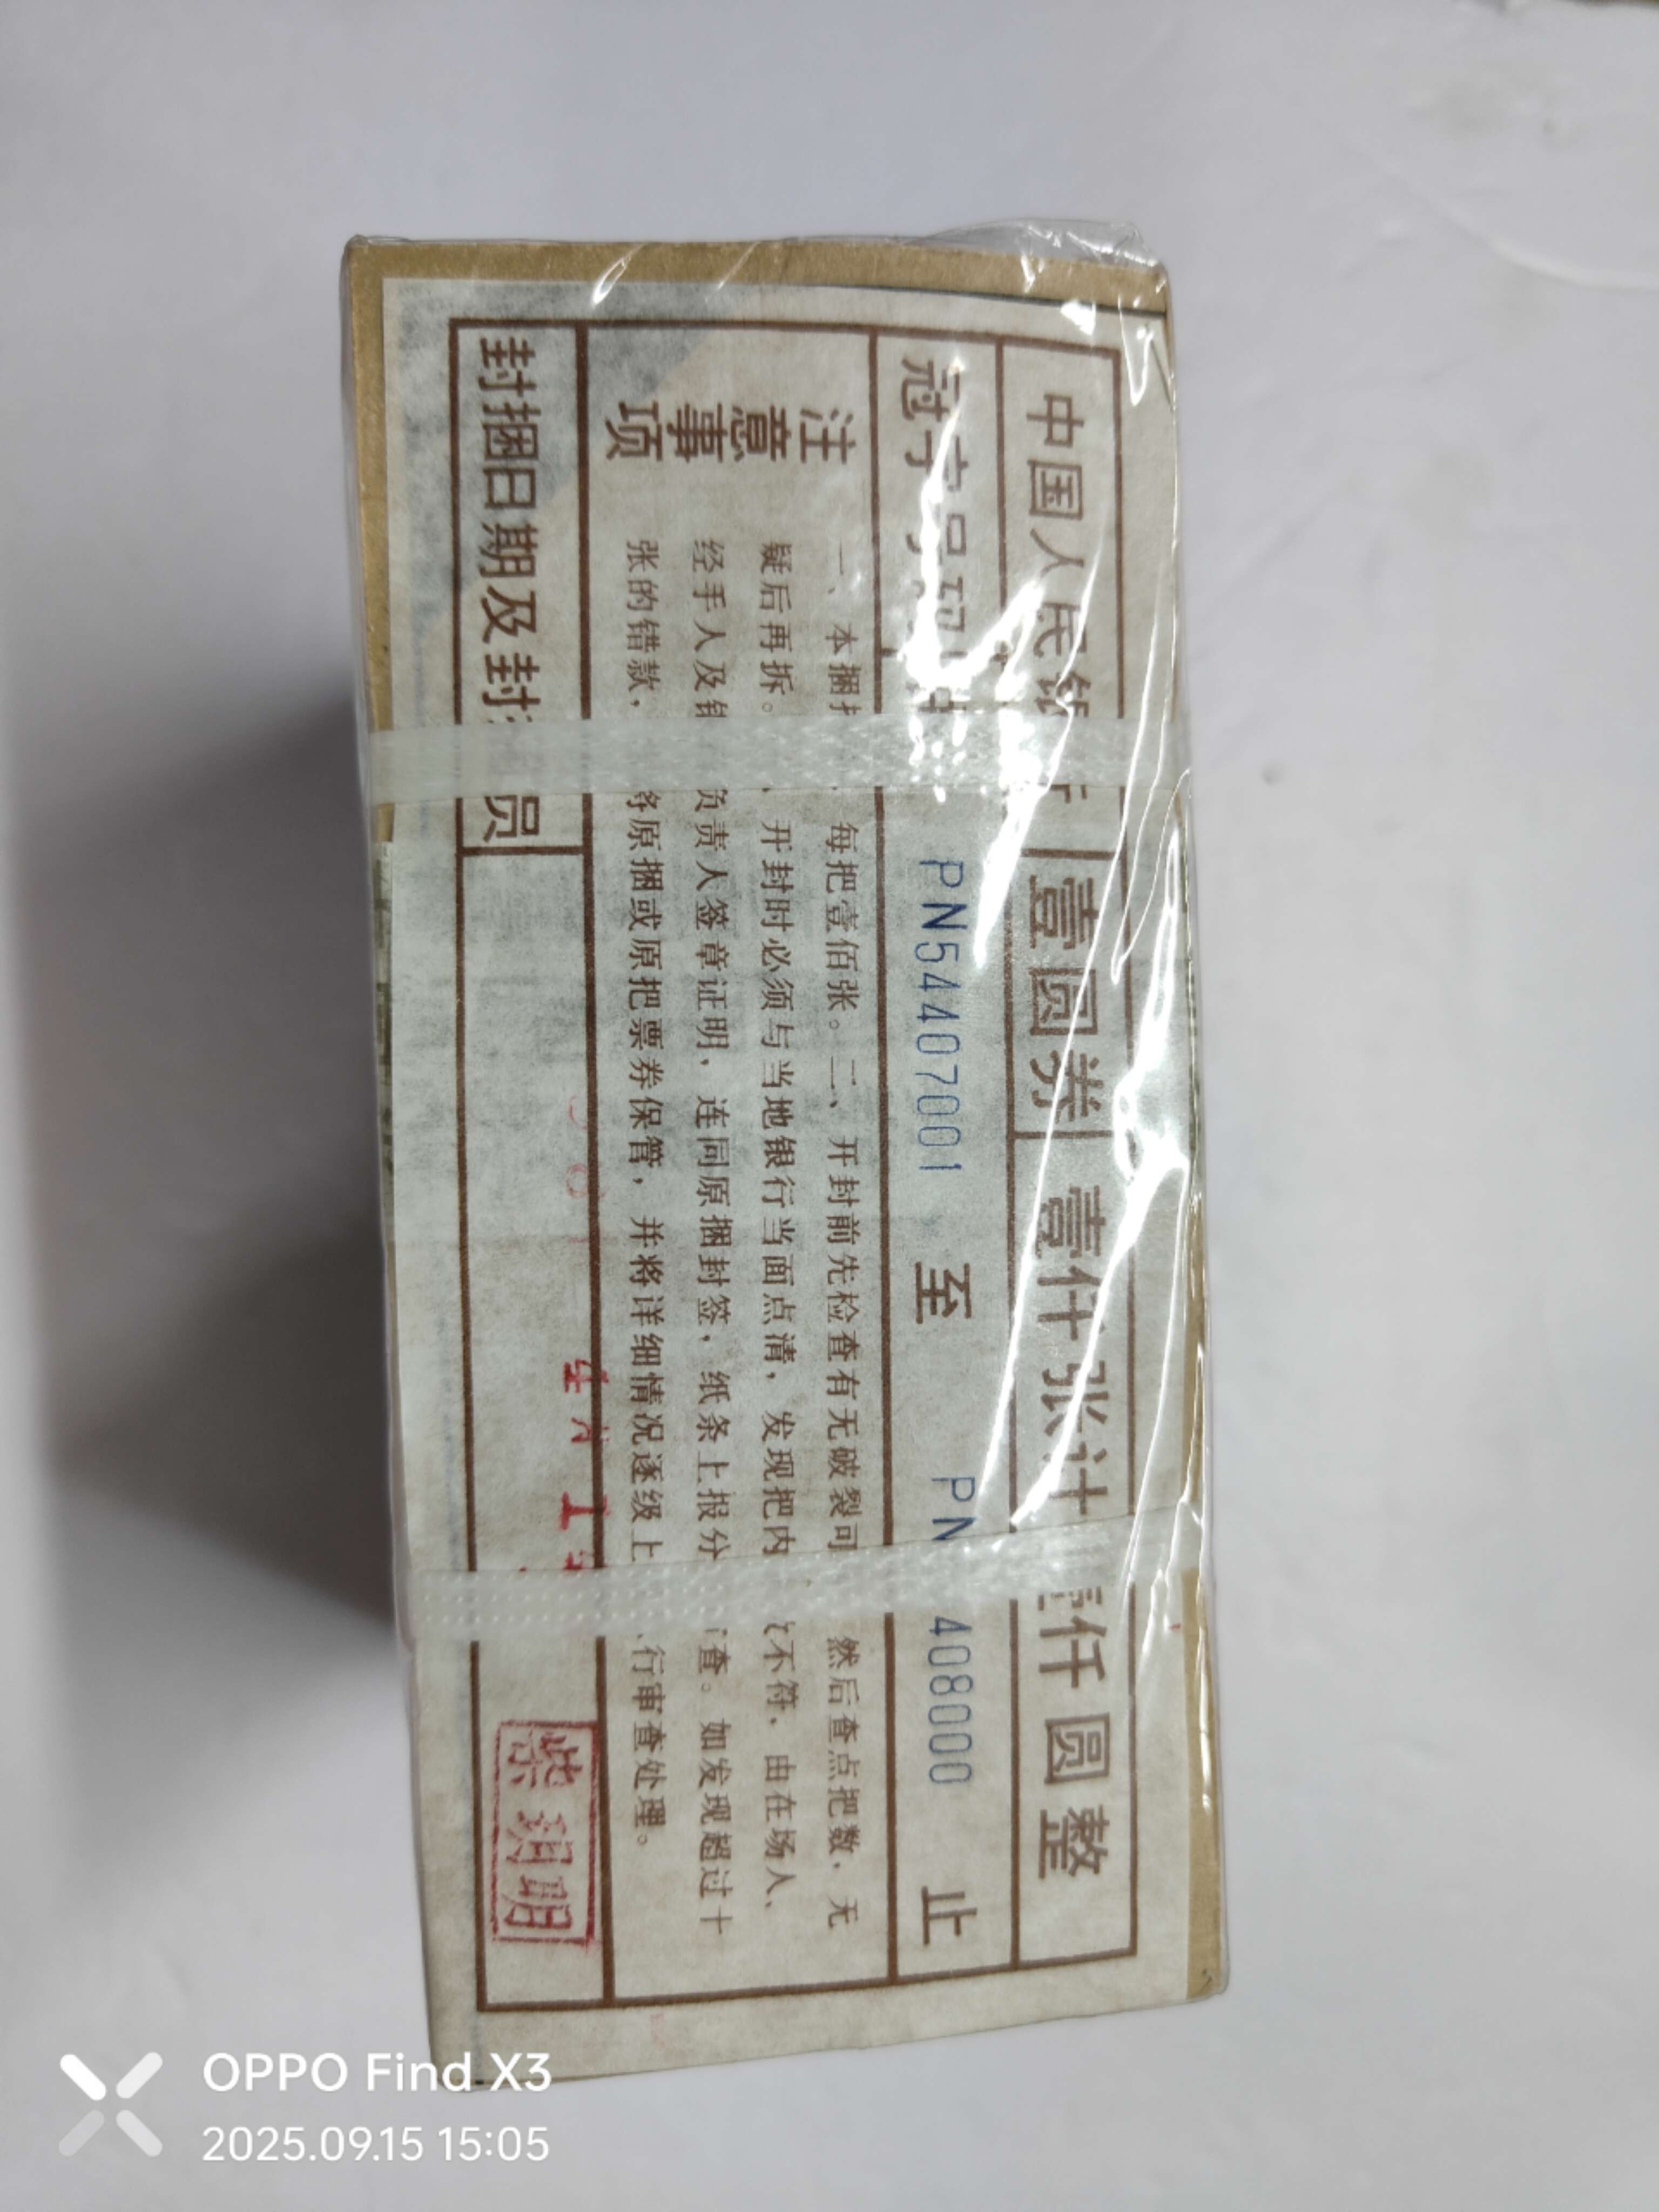 中国人民 壹圆券 壹仟张计 仟圆整
冠字号码 PN54407001 至 PN 408000 止
注意事项
一、本捆 每把壹佰张。二、开封前先检查有无破裂可 然后查点把数，无
疑后再拆。 开封时必须与当地银行当面点清，发现把内 不符，由在场人、
经手人及 负责人签章证明，连同原捆封签，纸条上报分 查。如发现超过十
张的错款， 将原捆或原把票券保管，并将详细情况逐级上 行审查处理。
封捆日期及封 员
4月1
OPPO Find X3
2025.09.15 15:05